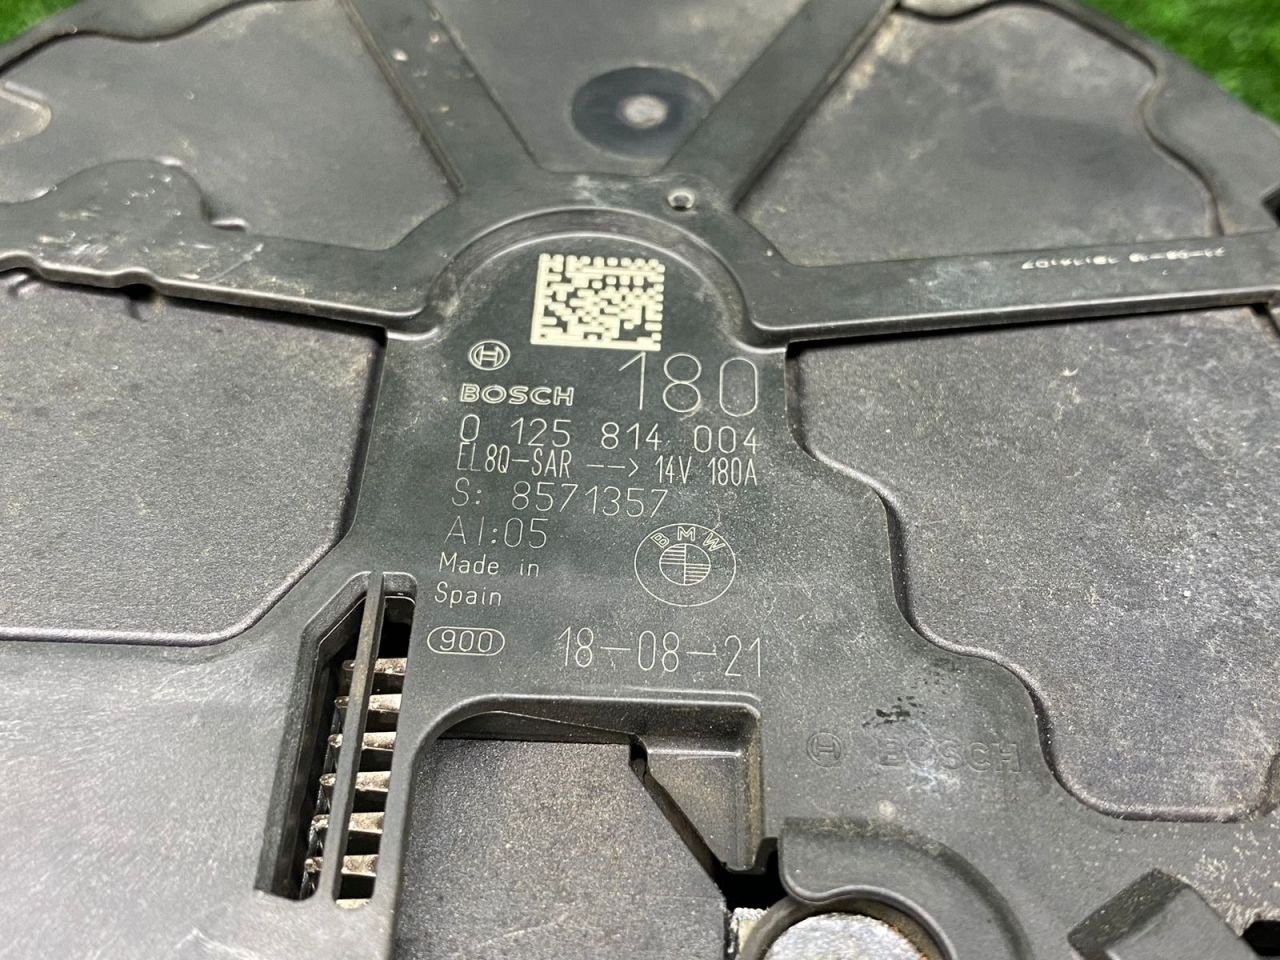 180
BOSCH
0 125 814 004
EL8Q-SAR --> 14V 180A
S: 8571357
AI:05
BMW
Made in
Spain
900
18-08-21
BOSCH